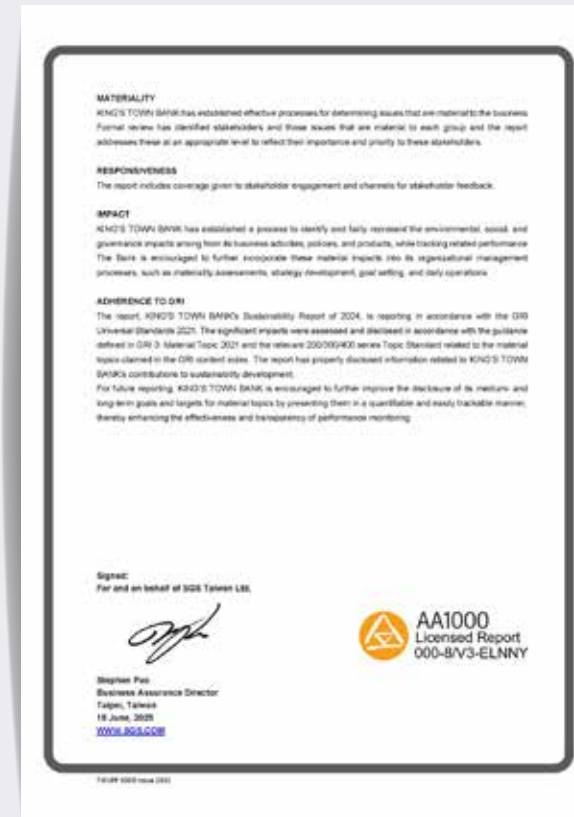 MATERIALITY
KING'S TOWN BANK has established effective processes for determining issues that are material to the business
Formal review has identified stakeholders and those issues that are material to each group and the report
addresses these at an appropriate level to reflect their importance and priority to these stakeholders.
RESPONSIVENESS
The report includes coverage given to stakeholder engagement and channels for stakeholder feedback.
IMPACT
KING'S TOWN BANK has established a process to identify and fairly represent the environmental, social, and
governance impacts arising from its business activities, policies, and products, while tracking related performance
The Bank is encouraged to further incorporate these material impacts into its organizational management
processes, such as materiality assessments, strategy development, goal setting, and daily operations
ADHERENCE TO GRI
The report, KING'S TOWN BANK's Sustainability Report of 2024, is reporting in accordance with the GRI
Universal Standards 2021. The significant impacts were assessed and disclosed in accordance with the guidance
defined in GRI 3: Material Topic 2021 and the relevant 200/300/400 series Topic Standard related to the material
topics claimed in the GRI content index. The report has properly disclosed information related to KING'S TOWN
BANK's contributions to sustainability development.
For future reporting, KING'S TOWN BANK is encouraged to further improve the disclosure of its medium- and
long-term goals and targets for material topics by presenting them in a quantifiable and easily trackable manner,
thereby enhancing the effectiveness and transparency of performance monitoring
Signed:
For and on behalf of SGS Taiwan Ltd.
Stephen Pao
Business Assurance Director
Taipei, Taiwan
18 June, 2025
WWW.SGS.COM
AA1000
Licensed Report
000-8/V3-ELNNY